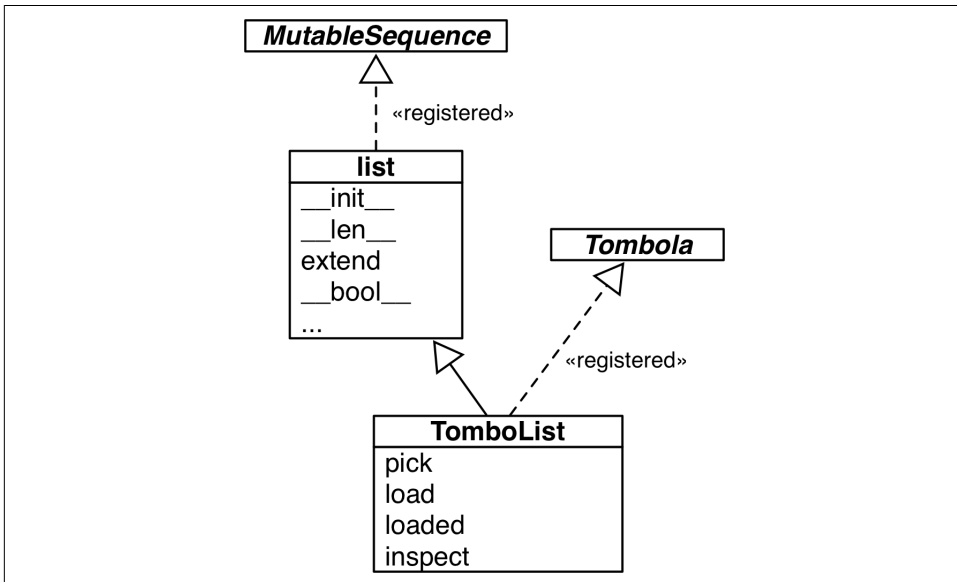 MutableSequence
«registered»
list
__init__
__len__
extend
__bool__
...
Tombola
«registered»
TomboList
pick
load
loaded
inspect